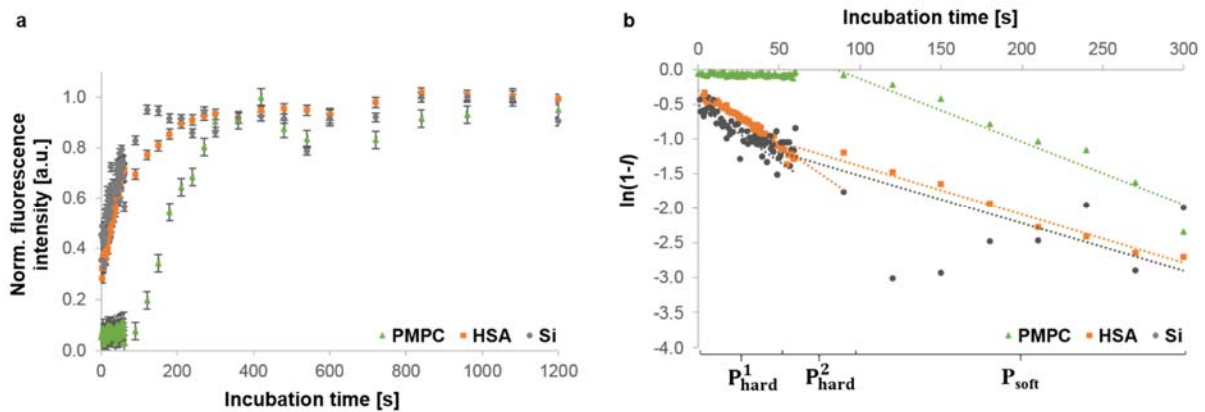 a
Norm. fluorescence
intensity [a.u.]
1.0
0.8
0.6
0.4
0.2
0.0
0 200 400 600 800 1000 1200
PMPC HSA Si
Incubation time [s]
b
Incubation time [s]
0 50 100 150 200 250 300
ln(1-I)
0.0
-0.5
-1.0
-1.5
-2.0
-2.5
-3.0
-3.5
-4.0
PMPC HSA Si
P¹hard P²hard Psoft